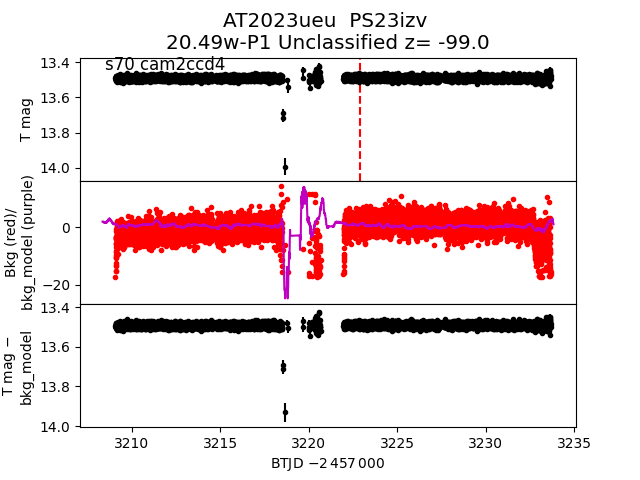 AT2023ueu PS23izv
20.49w-P1 Unclassified z= -99.0
s70 cam2ccd4
T mag
13.4
13.6
13.8
14.0
Bkg (red)/
bkg_model (purple)
0
−20
T mag −
bkg_model
13.4
13.6
13.8
14.0
3210 3215 3220 3225 3230 3235
BTJD −2 457 000